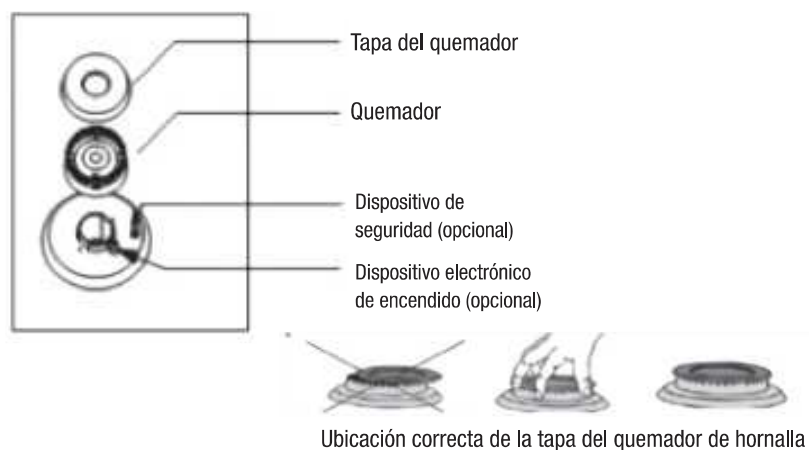 Tapa del quemador
Quemador
Dispositivo de
seguridad (opcional)
Dispositivo electrónico
de encendido (opcional)
Ubicación correcta de la tapa del quemador de hornalla